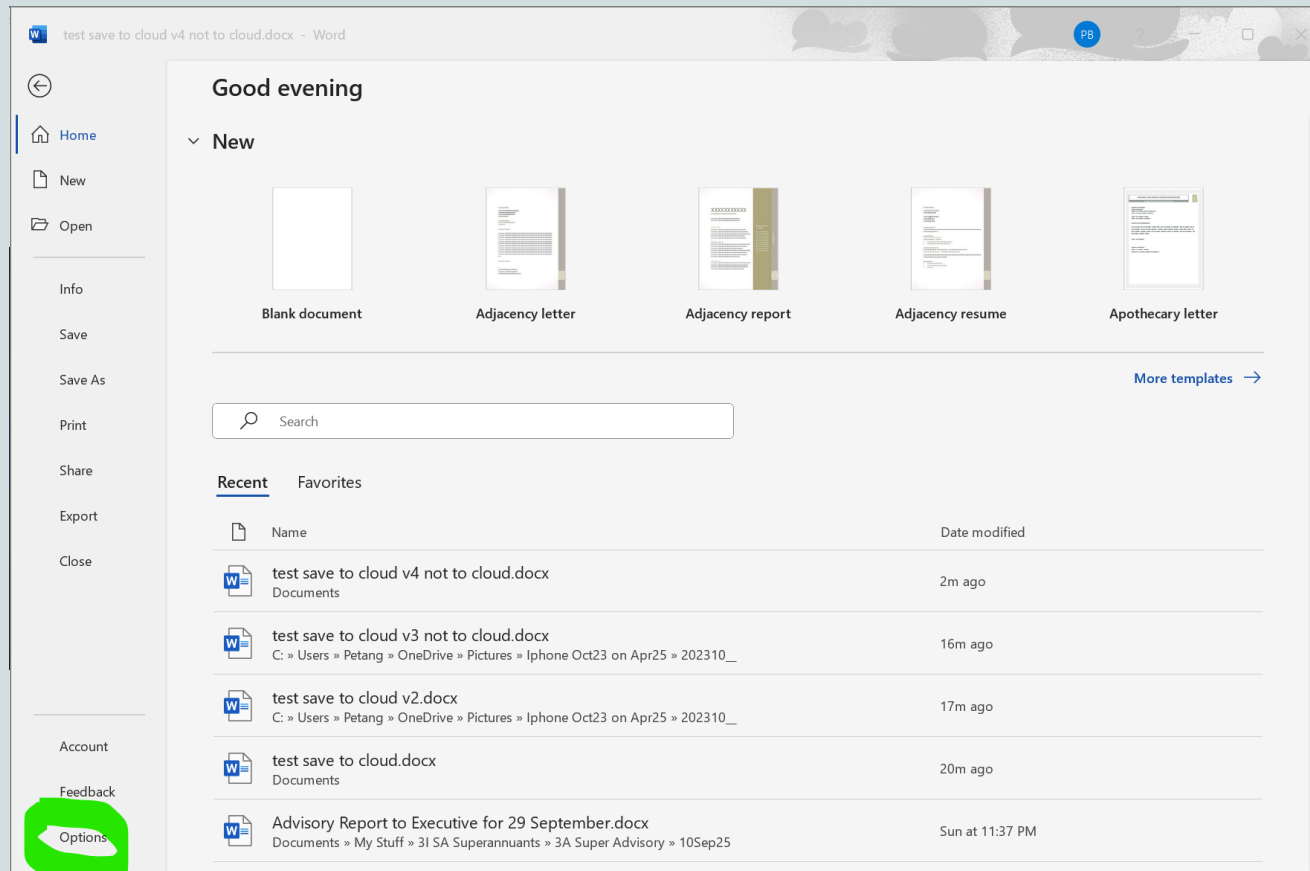 test save to cloud v4 not to cloud.docx - Word
PB
?
Good evening
Home
New
New
Open
Info
Save
Save As
Print
Share
Export
Close
Account
Feedback
Options
Blank document
Adjacency letter
Adjacency report
Adjacency resume
Apothecary letter
More templates
Search
Recent
Favorites
Name
Date modified
test save to cloud v4 not to cloud.docx
Documents
2m ago
test save to cloud v3 not to cloud.docx
C: » Users » Petang » OneDrive » Pictures » Iphone Oct23 on Apr25 » 202310__
16m ago
test save to cloud v2.docx
C: » Users » Petang » OneDrive » Pictures » Iphone Oct23 on Apr25 » 202310__
17m ago
test save to cloud.docx
Documents
20m ago
Advisory Report to Executive for 29 September.docx
Documents » My Stuff » 3I SA Superannuants » 3A Super Advisory » 10Sep25
Sun at 11:37 PM